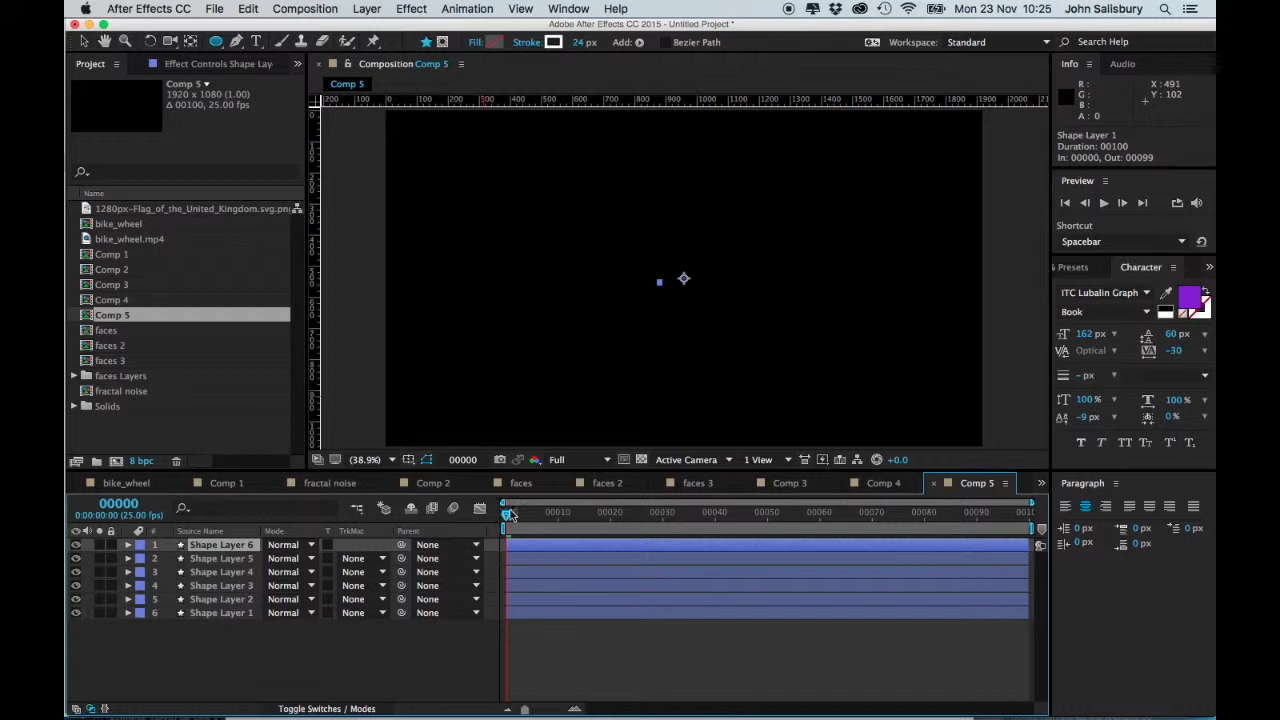 After Effects CC File Edit Composition Layer Effect Animation View Window Help Mon 23 Nov 10:25 John Salisbury
Adobe After Effects CC 2015 - Untitled Project *
Fill: Stroke: 24 px Add: Bezier Path Workspace: Standard Search Help
Project Effect Controls Shape Lay Composition Comp 5 Info Audio
Comp 5
1920 x 1080 (1.00)
Δ 00100, 25.00 fps
Comp 5
R :
G :
B :
A : 0
X : 491
Y : 102
Shape Layer 1
Duration: 00100
In: 00000, Out: 00099
Preview
Shortcut
Spacebar
Presets Character
ITC Lubalin Graph
Book
162 px 60 px
Optical -30
- px
100 % 100 %
-9 px 0 %
Name
1280px-Flag_of_the_United_Kingdom.svg.png
bike_wheel
bike_wheel.mp4
Comp 1
Comp 2
Comp 3
Comp 4
Comp 5
faces
faces 2
faces 3
faces Layers
fractal noise
Solids
8 bpc (38.9%) 00000 Full Active Camera 1 View +0.0
bike_wheel Comp 1 fractal noise Comp 2 faces faces 2 faces 3 Comp 3 Comp 4 Comp 5
Paragraph
0 px 0 px 0 px
0 px 0 px
00000
0:00:00:00 (25.00 fps)
00010 00020 00030 00040 00050 00060 00070 00080 00090 0010
# Source Name Mode T TrkMat Parent
1 Shape Layer 6 Normal None
2 Shape Layer 5 Normal None None
3 Shape Layer 4 Normal None None
4 Shape Layer 3 Normal None None
5 Shape Layer 2 Normal None None
6 Shape Layer 1 Normal None None
Toggle Switches / Modes